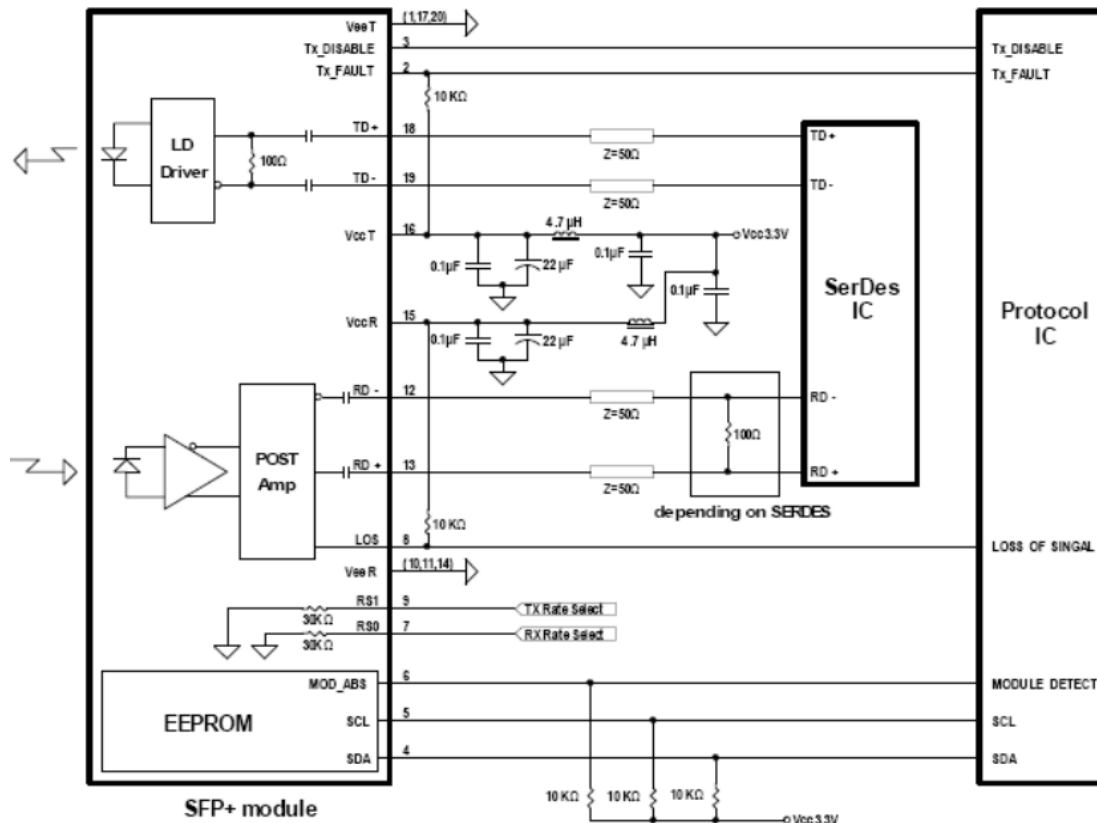 VeeT (1,17,20)
Tx_DISABLE 3 Tx_DISABLE
Tx_FAULT 2 Tx_FAULT
10 KΩ
LD
Driver
100Ω
TD+ 18 Z=50Ω TD+
TD- 19 Z=50Ω TD-
VccT 16 4.7 µH Vcc3.3V
0.1µF 22 µF 0.1µF 0.1µF
SerDes
IC
Protocol
IC
VccR 15 4.7 µH
0.1µF 22 µF
RD - 12 Z=50Ω RD -
100Ω
POST
Amp
RD + 13 Z=50Ω RD +
depending on SERDES
10 KΩ
LOS 8 LOSS OF SINGAL
VeeR (10,11,14)
RS1 9 TX Rate Select
30KΩ
RS0 7 RX Rate Select
30KΩ
MOD_ABS 6 MODULE DETECT
EEPROM
SCL 5 SCL
SDA 4 SDA
10 KΩ 10 KΩ 10 KΩ
Vcc3.3V
SFP+ module